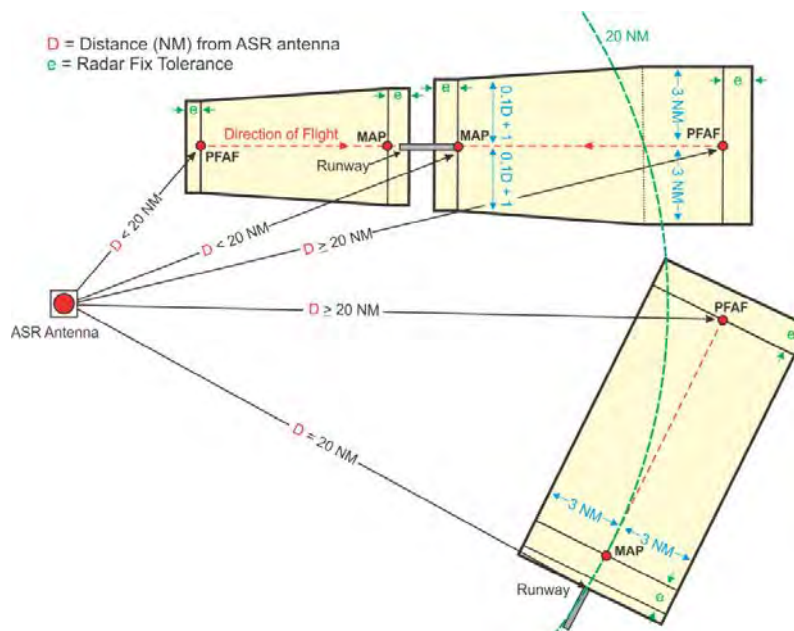 D = Distance (NM) from ASR antenna
e = Radar Fix Tolerance
20 NM
e
e
e
e
Direction of Flight
PFAF
MAP
Runway
MAP
PFAF
0.1D + 1
0.1D + 1
3 NM
3 NM
D < 20 NM
D < 20 NM
D ≥ 20 NM
D ≥ 20 NM
D = 20 NM
ASR Antenna
PFAF
e
3 NM
3 NM
MAP
Runway
e